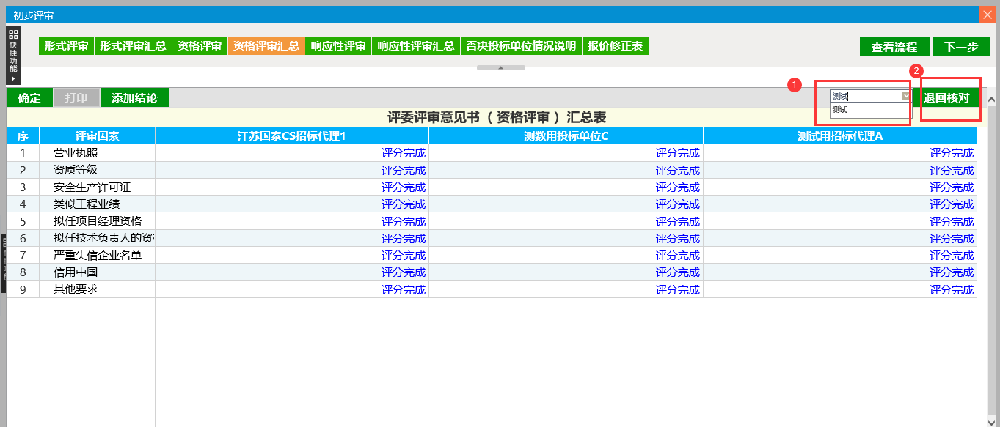 初步评审
快捷功能
形式评审 形式评审汇总 资格评审 资格评审汇总 响应性评审 响应性评审汇总 否决投标单位情况说明 报价修正表
查看流程 下一步
1
2
确定 打印 添加结论
测试
退回核对
测试
评委评审意见书（ 资格评审 ）汇总表
序 评审因素 江苏国泰CS招标代理1 测数用投标单位C 测试用招标代理A
1 营业执照 评分完成 评分完成 评分完成
2 资质等级 评分完成 评分完成 评分完成
3 安全生产许可证 评分完成 评分完成 评分完成
4 类似工程业绩 评分完成 评分完成 评分完成
5 拟任项目经理资格 评分完成 评分完成 评分完成
6 拟任技术负责人的资 评分完成 评分完成 评分完成
7 严重失信企业名单 评分完成 评分完成 评分完成
8 信用中国 评分完成 评分完成 评分完成
9 其他要求 评分完成 评分完成 评分完成